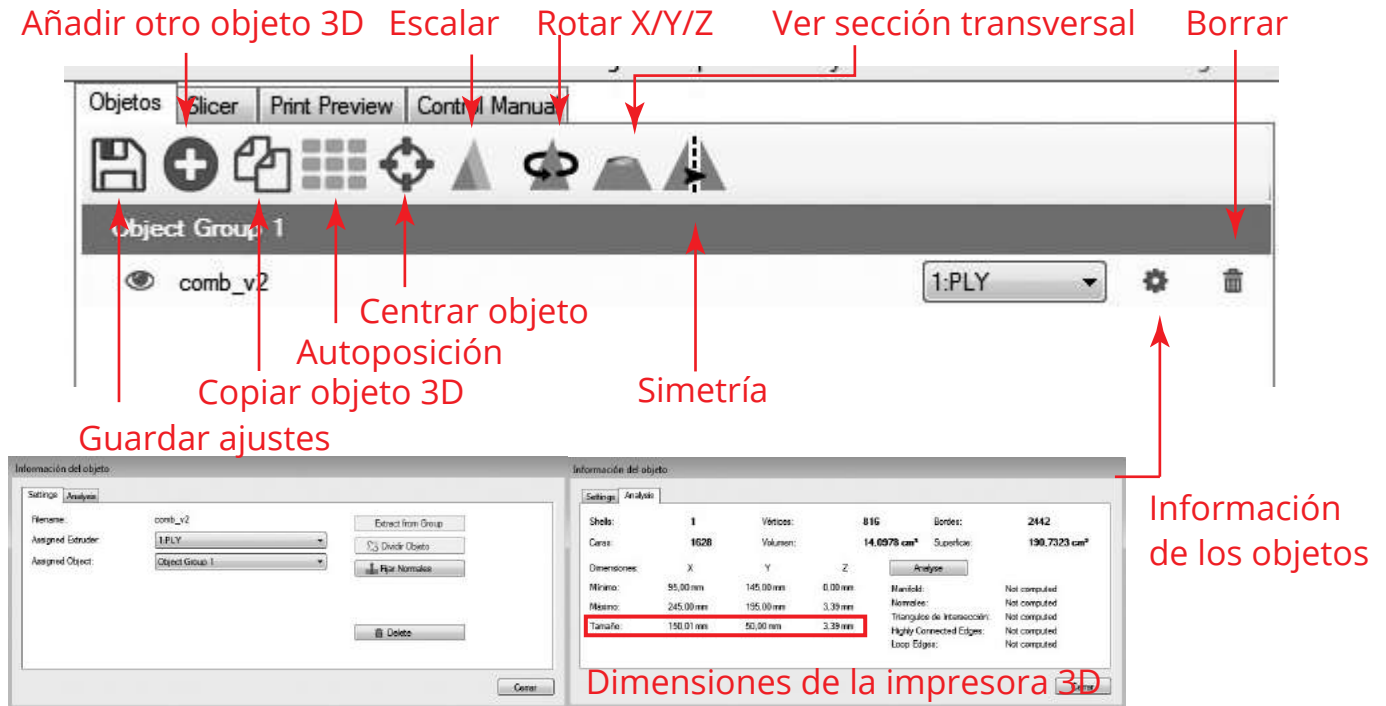 Añadir otro objeto 3D Escalar Rotar X/Y/Z Ver sección transversal Borrar
Objetos Slicer Print Preview Control Manual
Object Group 1
comb_v2 1:PLY
Centrar objeto
Autoposición
Copiar objeto 3D Simetría
Guardar ajustes
Información del objeto
Settings Analysis
Filename: comb_v2 Extract from Group
Assigned Extruder: 1:PLY Dividir Objeto
Assigned Object: Object Group 1 Fijar Normales
Delete
Cerrar
Información del objeto
Settings Analysis
Shells: 1 Vértices: 816 Bordes: 2442
Caras: 1628 Volumen: 14,0978 cm³ Superficie: 190,7323 cm²
Dimensiones: X Y Z Analyse
Mínimo: 95,00 mm 145,00 mm 0,00 mm Manifold: Not computed
Máximo: 245,00 mm 195,00 mm 3,39 mm Normales: Not computed
Triangulos de Intersección: Not computed
Tamaño: 150,01 mm 50,00 mm 3,39 mm Highly Connected Edges: Not computed
Loop Edges: Not computed
Dimensiones de la impresora 3D
Información
de los objetos